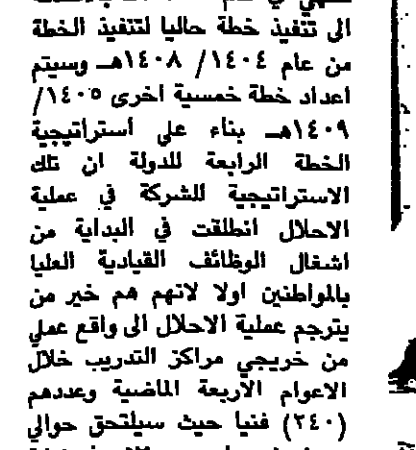 الى تنفيذ خطة حاليا لتنفيذ الخطة
من عام ١٤٠٤/ ١٤٠٨هـ وسيتم
اعداد خطة خمسية اخرى ١٤٠٥/
١٤٠٩هـ بناء على أستراتيجية
الخطة الرابعة للدولة ان تلك
الاستراتيجية للشركة في عملية
الاحلال انطلقت في البداية من
اشغال الوظائف القيادية العليا
بالمواطنين اولا لانهم هم خير من
يترجم عملية الاحلال الى واقع عملي
من خريجي مراكز التدريب خلال
الاعوام الأربعة الماضية وعددهم
(٢٤٠) فنيا حيث سيلتحق حوالي